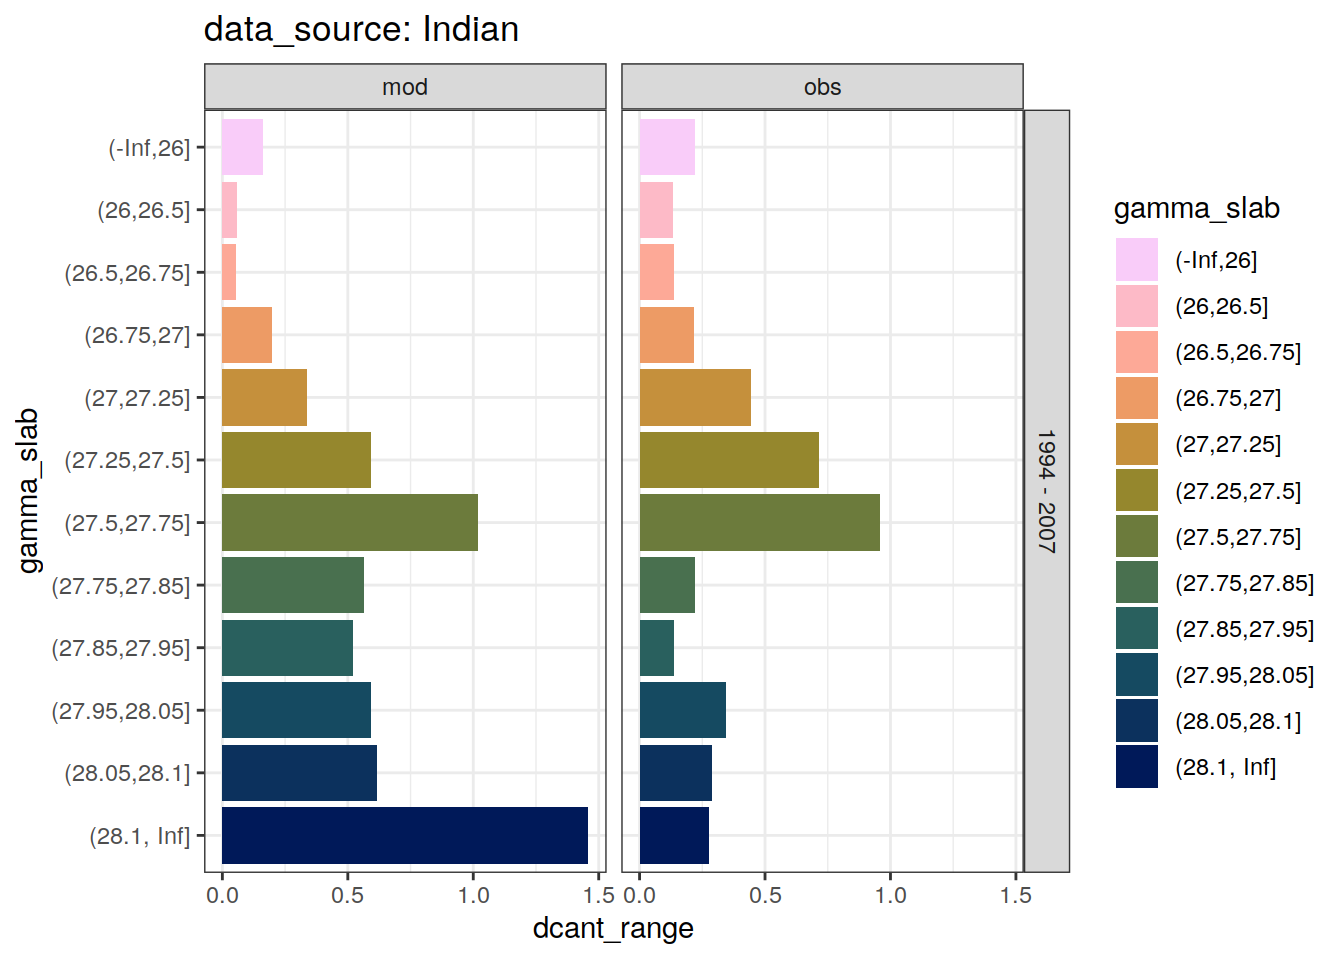 data_source: Indian
mod
obs
gamma_slab
(-Inf,26]
(26,26.5]
(26.5,26.75]
(26.75,27]
(27,27.25]
(27.25,27.5]
(27.5,27.75]
(27.75,27.85]
(27.85,27.95]
(27.95,28.05]
(28.05,28.1]
(28.1, Inf]
0.0 0.5 1.0 1.5
0.0 0.5 1.0 1.5
dcant_range
1994 - 2007
gamma_slab
(-Inf,26]
(26,26.5]
(26.5,26.75]
(26.75,27]
(27,27.25]
(27.25,27.5]
(27.5,27.75]
(27.75,27.85]
(27.85,27.95]
(27.95,28.05]
(28.05,28.1]
(28.1, Inf]